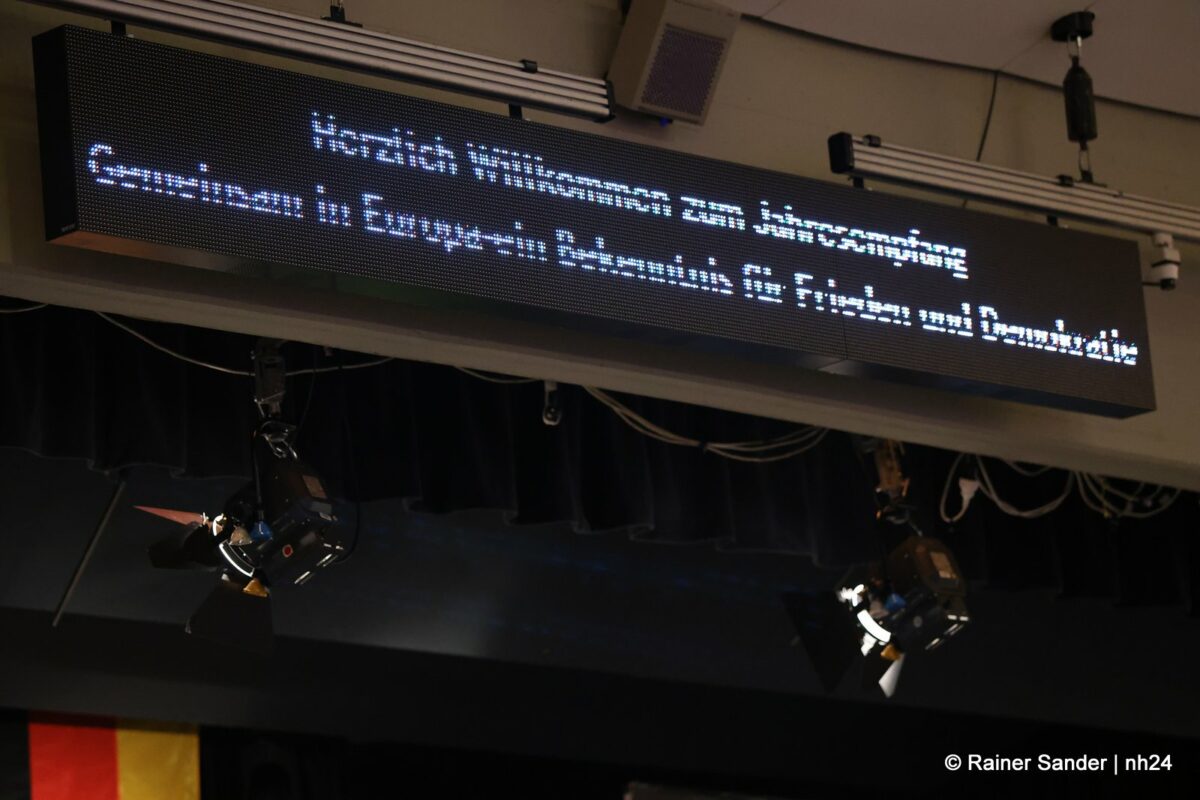 Herzlich Willkommen zum Jahresempfang
Gemeinsam in Europa-ein Bekenntnis für Frieden und Demokratie
© Rainer Sander | nh24